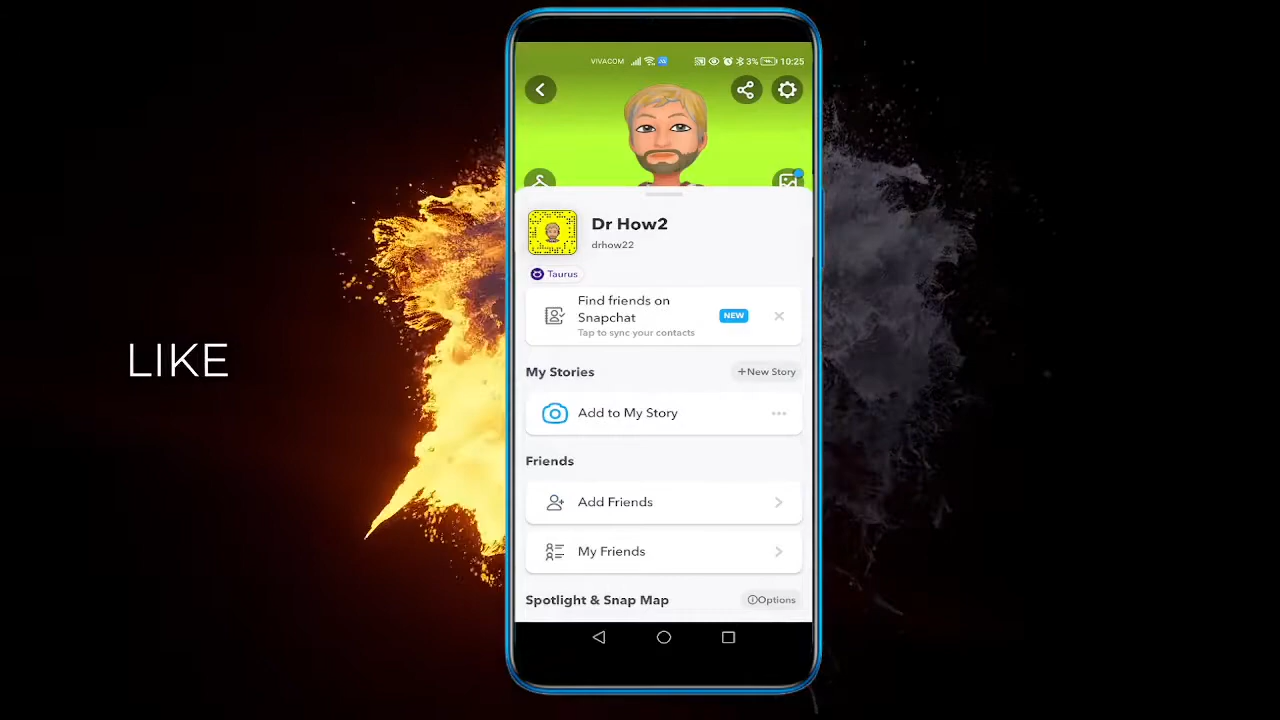 VIVACOM 3% 10:25
Dr How2
drhow22
Taurus
Find friends on
Snapchat
Tap to sync your contacts
NEW
My Stories
+New Story
Add to My Story
Friends
Add Friends
My Friends
Spotlight & Snap Map
Options
LIKE